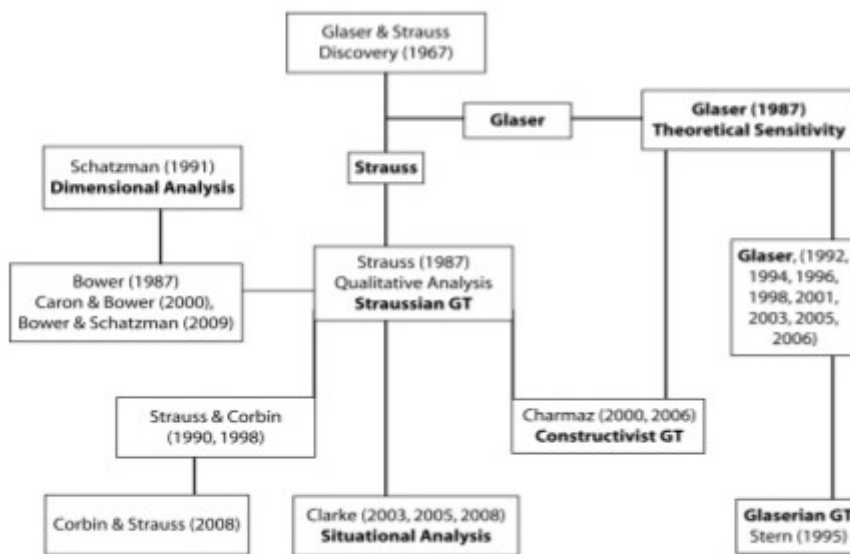 Glaser & Strauss
Discovery (1967)
Glaser
Glaser (1987)
Theoretical Sensitivity
Strauss
Schatzman (1991)
Dimensional Analysis
Strauss (1987)
Qualitative Analysis
Straussian GT
Glaser, (1992,
1994, 1996,
1998, 2001,
2003, 2005,
2006)
Bower (1987)
Caron & Bower (2000),
Bower & Schatzman (2009)
Strauss & Corbin
(1990, 1998)
Charmaz (2000, 2006)
Constructivist GT
Corbin & Strauss (2008)
Clarke (2003, 2005, 2008)
Situational Analysis
Glaserian GT
Stern (1995)